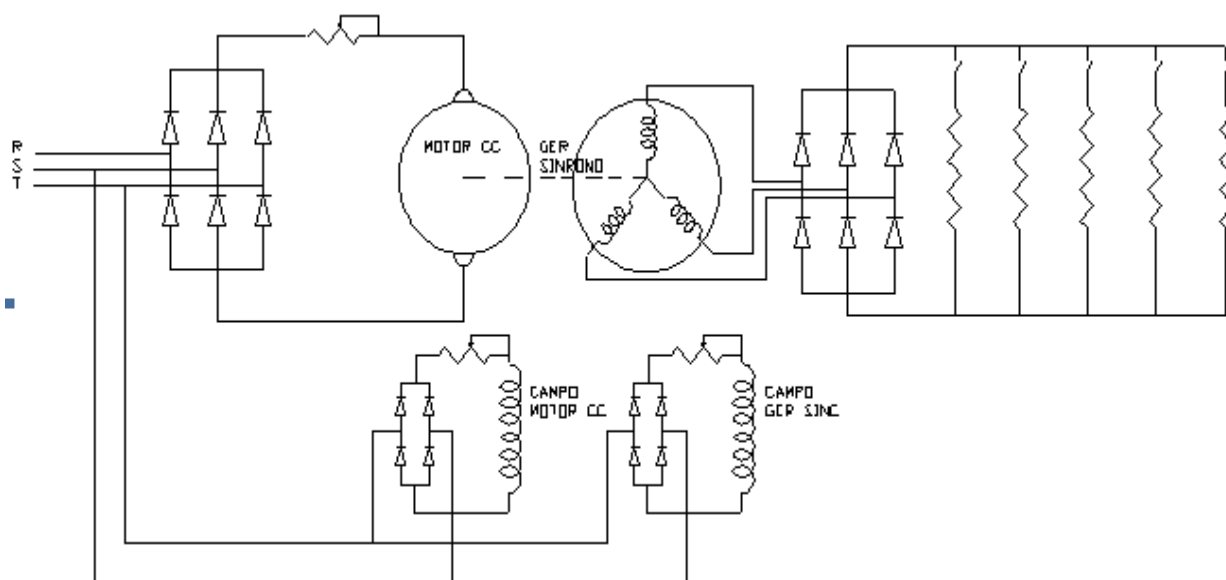 R
S
T
MOTOR CC
GER
SINRONO
CAMPO
MOTOR CC
CAMPO
GER SINC